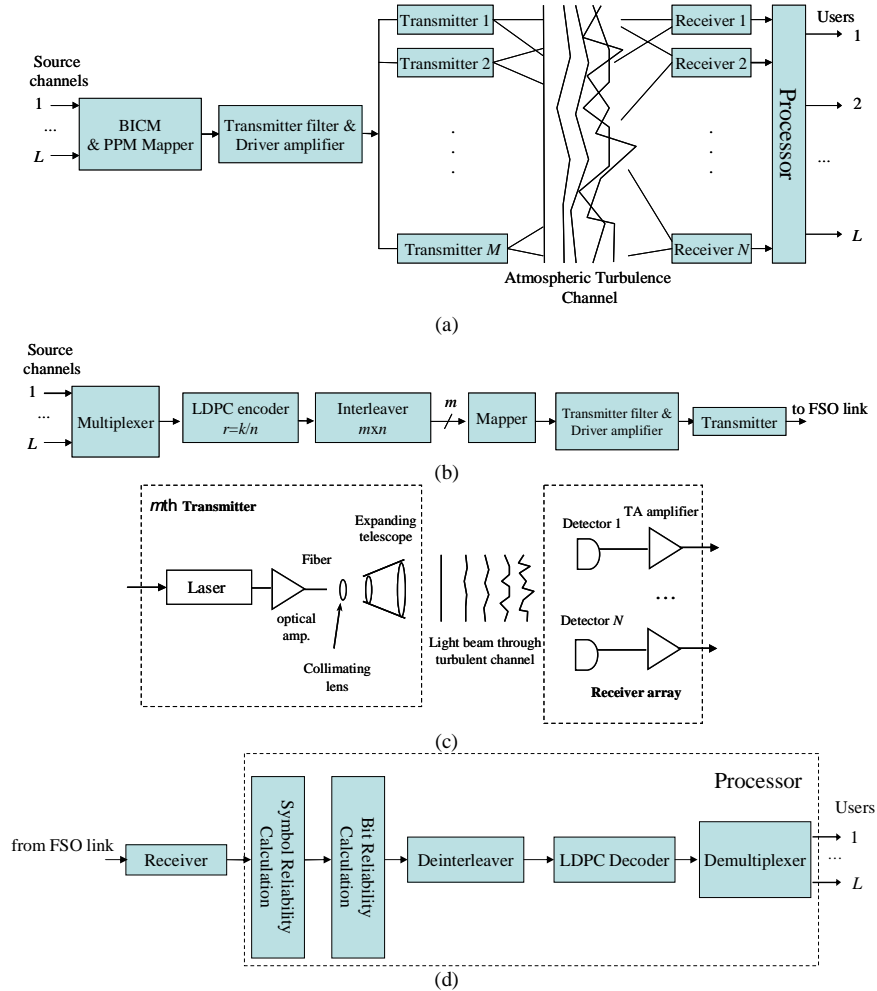 Source
channels
1
...
L
BICM
& PPM Mapper
Transmitter filter &
Driver amplifier
Transmitter 1
Transmitter 2
Transmitter M
Atmospheric Turbulence
Channel
Receiver 1
Receiver 2
Receiver N
Processor
Users
1
2
...
L
(a)
Source
channels
1
...
L
Multiplexer
LDPC encoder
r=k/n
Interleaver
mxn
m
Mapper
Transmitter filter &
Driver amplifier
Transmitter
to FSO link
(b)
mth Transmitter
Laser
optical
amp.
Fiber
Collimating
lens
Expanding
telescope
Light beam through
turbulent channel
Detector 1
TA amplifier
...
Detector N
Receiver array
(c)
Processor
from FSO link
Receiver
Symbol Reliability
Calculation
Bit Reliability
Calculation
Deinterleaver
LDPC Decoder
Demultiplexer
Users
1
...
L
(d)